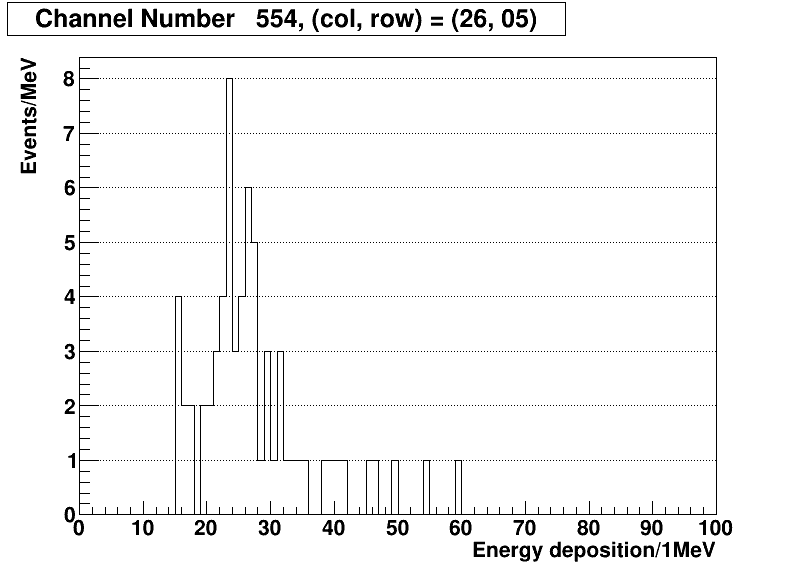 Channel Number 554, (col, row) = (26, 05)
Events/MeV
8
7
6
5
4
3
2
1
0
0 10 20 30 40 50 60 70 80 90 100
Energy deposition/1MeV